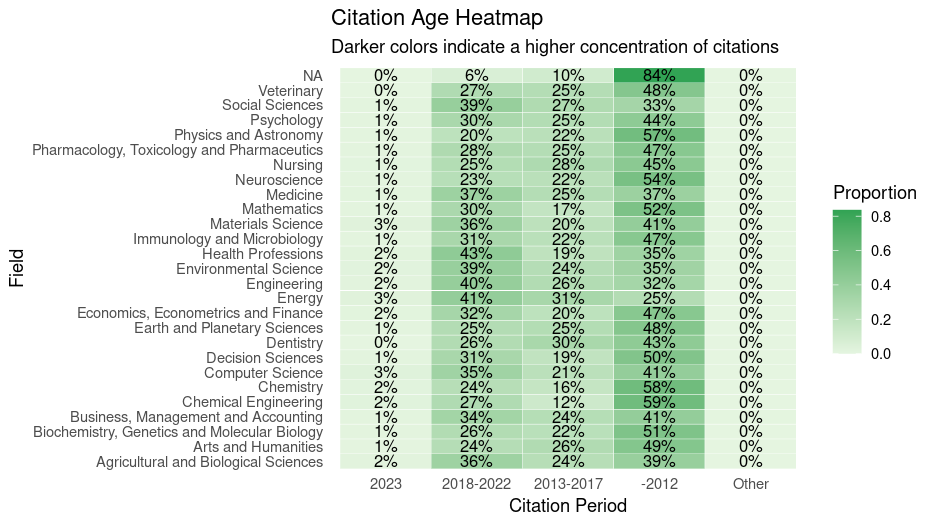 Citation Age Heatmap
Darker colors indicate a higher concentration of citations
NA 0% 6% 10% 84% 0%
Veterinary 0% 27% 25% 48% 0%
Social Sciences 1% 39% 27% 33% 0%
Psychology 1% 30% 25% 44% 0%
Physics and Astronomy 1% 20% 22% 57% 0%
Pharmacology, Toxicology and Pharmaceutics 1% 28% 25% 47% 0%
Nursing 1% 25% 28% 45% 0%
Neuroscience 1% 23% 22% 54% 0%
Medicine 1% 37% 25% 37% 0%
Mathematics 1% 30% 17% 52% 0%
Materials Science 3% 36% 20% 41% 0%
Immunology and Microbiology 1% 31% 22% 47% 0%
Health Professions 2% 43% 19% 35% 0%
Environmental Science 2% 39% 24% 35% 0%
Engineering 2% 40% 26% 32% 0%
Energy 3% 41% 31% 25% 0%
Economics, Econometrics and Finance 2% 32% 20% 47% 0%
Earth and Planetary Sciences 1% 25% 25% 48% 0%
Dentistry 0% 26% 30% 43% 0%
Decision Sciences 1% 31% 19% 50% 0%
Computer Science 3% 35% 21% 41% 0%
Chemistry 2% 24% 16% 58% 0%
Chemical Engineering 2% 27% 12% 59% 0%
Business, Management and Accounting 1% 34% 24% 41% 0%
Biochemistry, Genetics and Molecular Biology 1% 26% 22% 51% 0%
Arts and Humanities 1% 24% 26% 49% 0%
Agricultural and Biological Sciences 2% 36% 24% 39% 0%
2023 2018-2022 2013-2017 -2012 Other
Citation Period
Field
Proportion
0.8
0.6
0.4
0.2
0.0